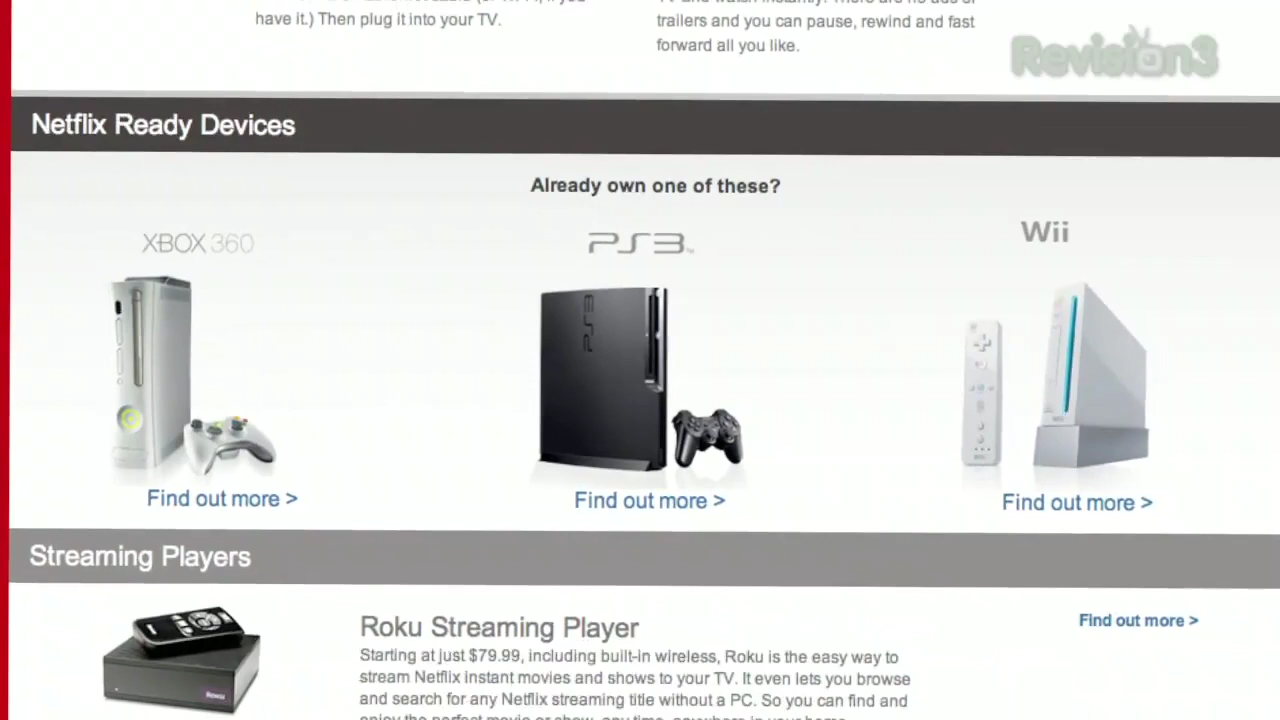 have it.) Then plug it into your TV.
trailers and you can pause, rewind and fast
forward all you like.
Revision3
Netflix Ready Devices
Already own one of these?
XBOX 360
PS3
Wii
PS3
Find out more >
Find out more >
Find out more >
Streaming Players
Roku Streaming Player
Find out more >
Starting at just $79.99, including built-in wireless, Roku is the easy way to
stream Netflix instant movies and shows to your TV. It even lets you browse
and search for any Netflix streaming title without a PC. So you can find and